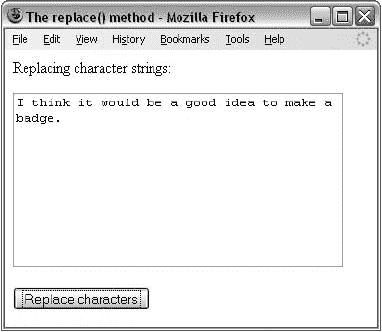 The replace() method - Mozilla Firefox
File Edit View History Bookmarks Tools Help
Replacing character strings:
I think it would be a good idea to make a
badge.
Replace characters